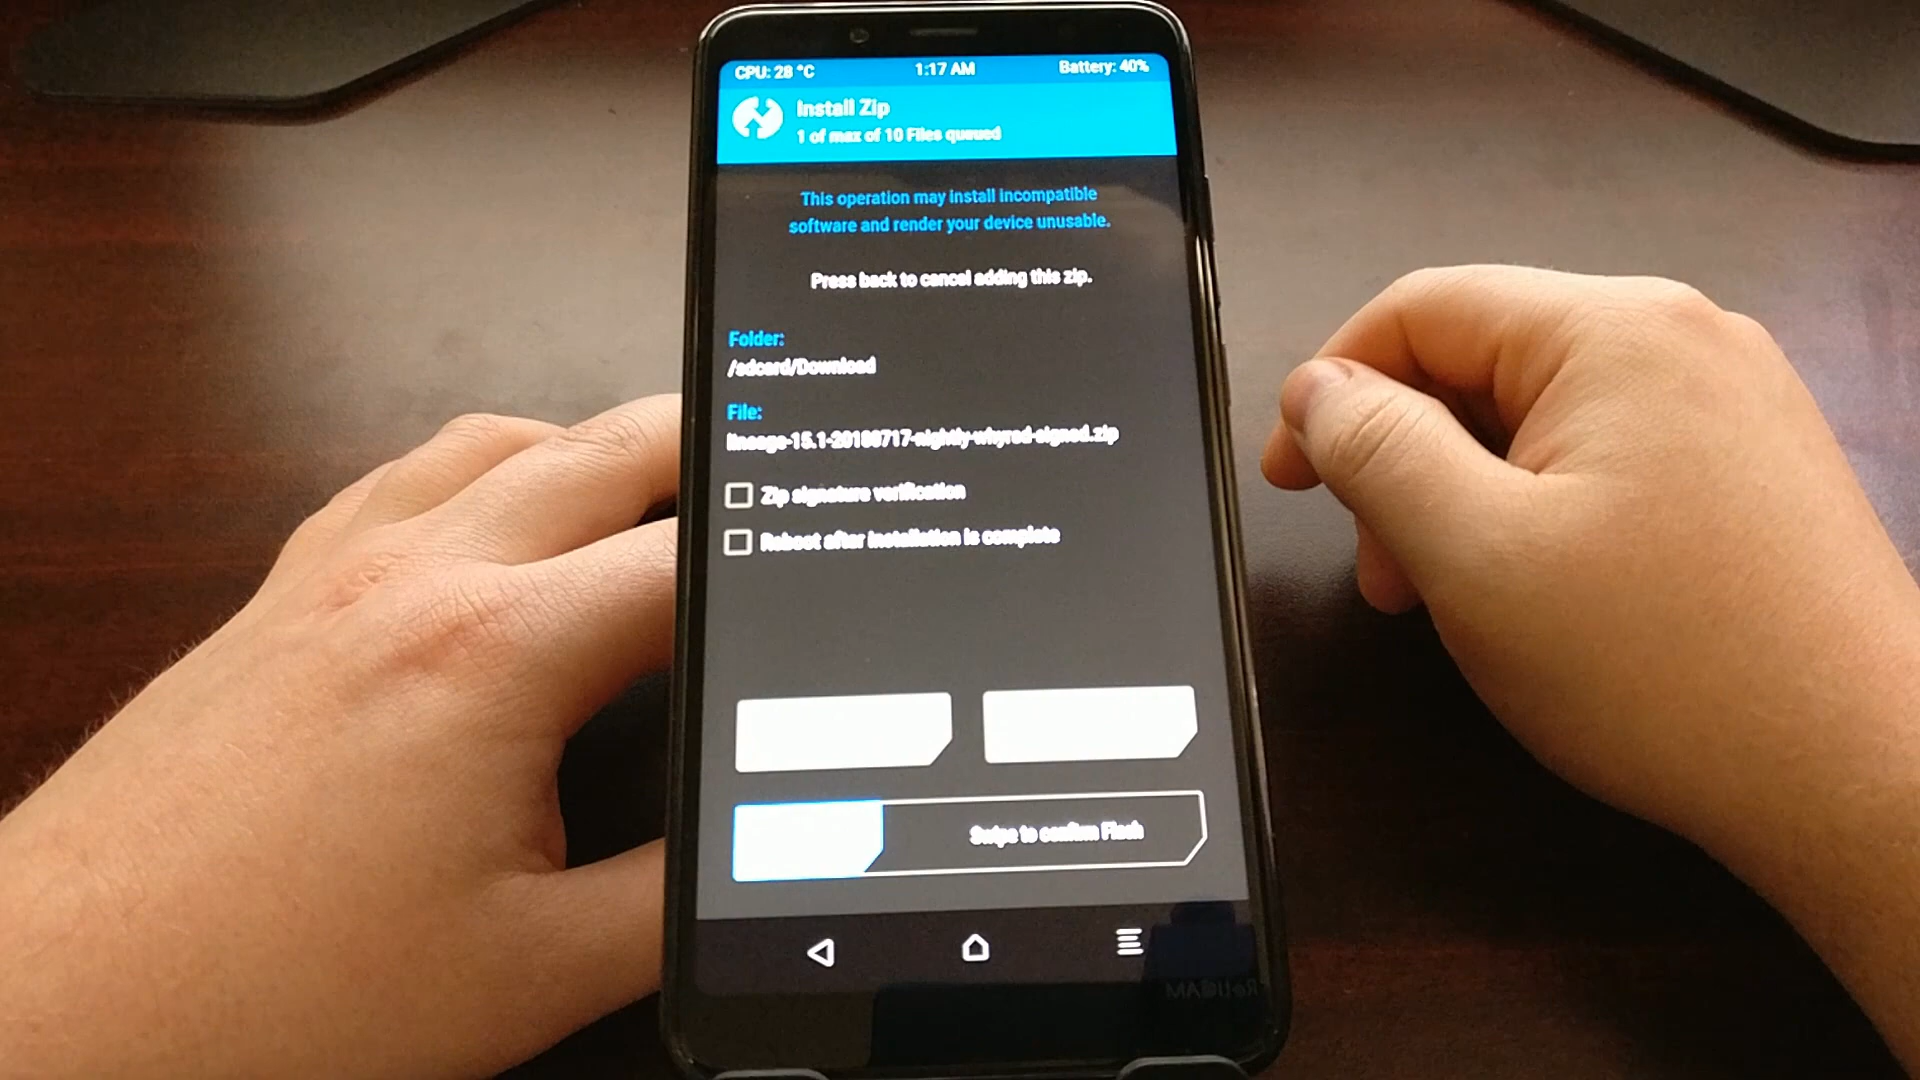 CPU: 28 °C 1:17 AM Battery: 40%
Install Zip
1 of max of 10 Files queued
This operation may install incompatible
software and render your device unusable.
Press back to cancel adding this zip.
Folder:
/sdcard/Download
File:
lineage-15.1-20180717-nightly-whyred-signed.zip
Zip signature verification
Reboot after installation is complete
Swipe to confirm Flash